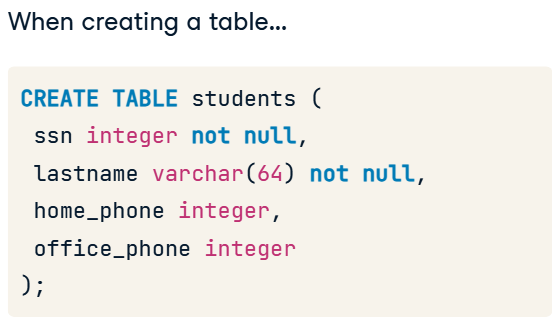 When creating a table...
CREATE TABLE students (
 ssn integer not null,
 lastname varchar(64) not null,
 home_phone integer,
 office_phone integer
);